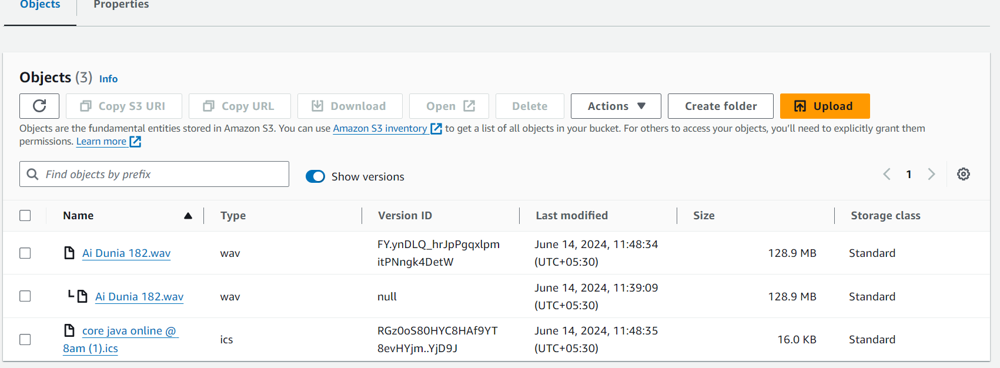 Objects
Properties
Objects (3) Info
Copy S3 URI
Copy URL
Download
Open
Delete
Actions
Create folder
Upload
Objects are the fundamental entities stored in Amazon S3. You can use Amazon S3 inventory to get a list of all objects in your bucket. For others to access your objects, you’ll need to explicitly grant them
permissions. Learn more
Find objects by prefix
Show versions
1
Name
Type
Version ID
Last modified
Size
Storage class
Ai Dunia 182.wav
wav
FY.ynDLQ_hrJpPgqxlpm
itPNngk4DetW
June 14, 2024, 11:48:34
(UTC+05:30)
128.9 MB
Standard
Ai Dunia 182.wav
wav
null
June 14, 2024, 11:39:09
(UTC+05:30)
128.9 MB
Standard
core java online @
8am (1).ics
ics
RGz0oS80HYC8HAf9YT
8evHYjm..YjD9J
June 14, 2024, 11:48:35
(UTC+05:30)
16.0 KB
Standard